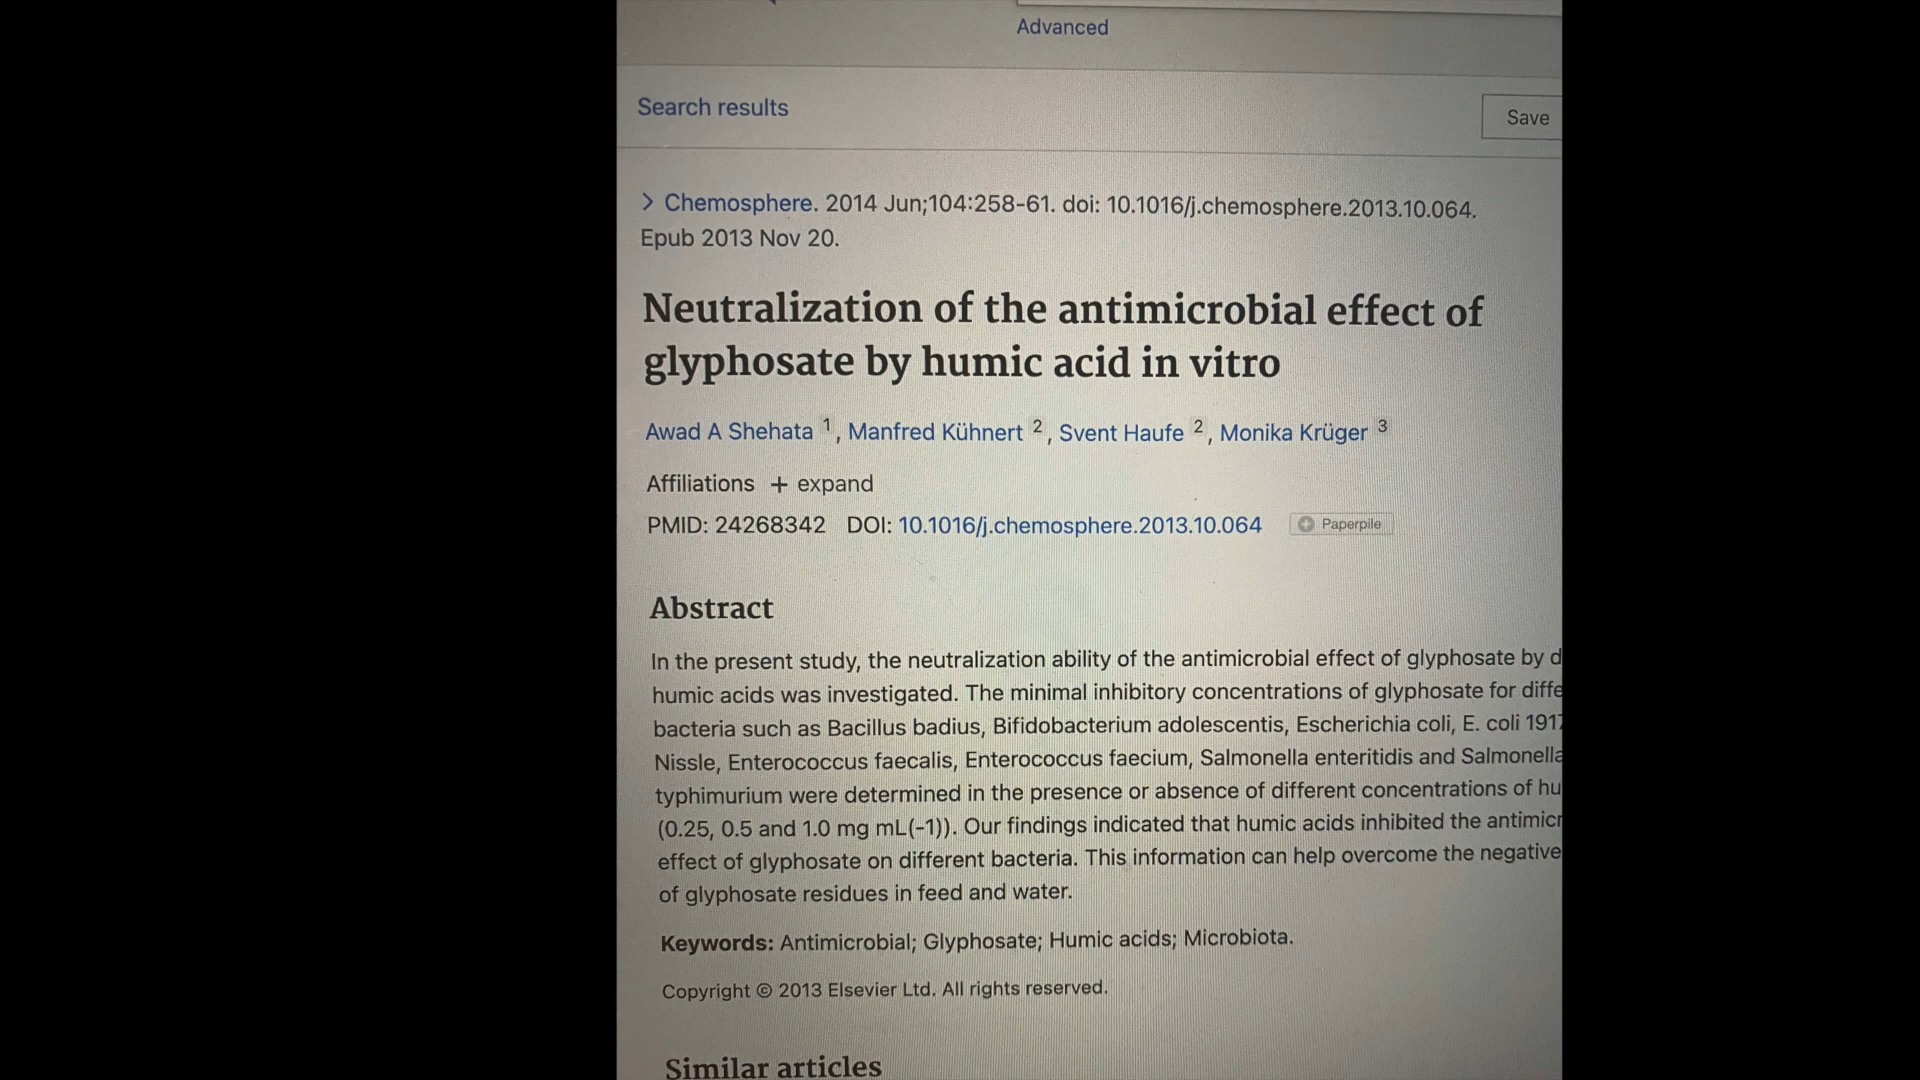 Advanced
Search results
Save
> Chemosphere. 2014 Jun;104:258-61. doi: 10.1016/j.chemosphere.2013.10.064.
Epub 2013 Nov 20.
Neutralization of the antimicrobial effect of
glyphosate by humic acid in vitro
Awad A Shehata 1, Manfred Kühnert 2, Svent Haufe 2, Monika Krüger 3
Affiliations + expand
PMID: 24268342 DOI: 10.1016/j.chemosphere.2013.10.064 Paperpile
Abstract
In the present study, the neutralization ability of the antimicrobial effect of glyphosate by d
humic acids was investigated. The minimal inhibitory concentrations of glyphosate for diffe
bacteria such as Bacillus badius, Bifidobacterium adolescentis, Escherichia coli, E. coli 1917
Nissle, Enterococcus faecalis, Enterococcus faecium, Salmonella enteritidis and Salmonella
typhimurium were determined in the presence or absence of different concentrations of hu
(0.25, 0.5 and 1.0 mg mL(-1)). Our findings indicated that humic acids inhibited the antimicr
effect of glyphosate on different bacteria. This information can help overcome the negative
of glyphosate residues in feed and water.
Keywords: Antimicrobial; Glyphosate; Humic acids; Microbiota.
Copyright © 2013 Elsevier Ltd. All rights reserved.
Similar articles